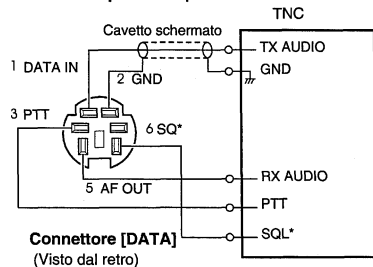 TNC
Cavetto schermato
TX AUDIO
1 DATA IN
2 GND
GND
3 PTT
6 SQ*
5 AF OUT
RX AUDIO
PTT
SQL*
Connettore [DATA]
(Visto dal retro)